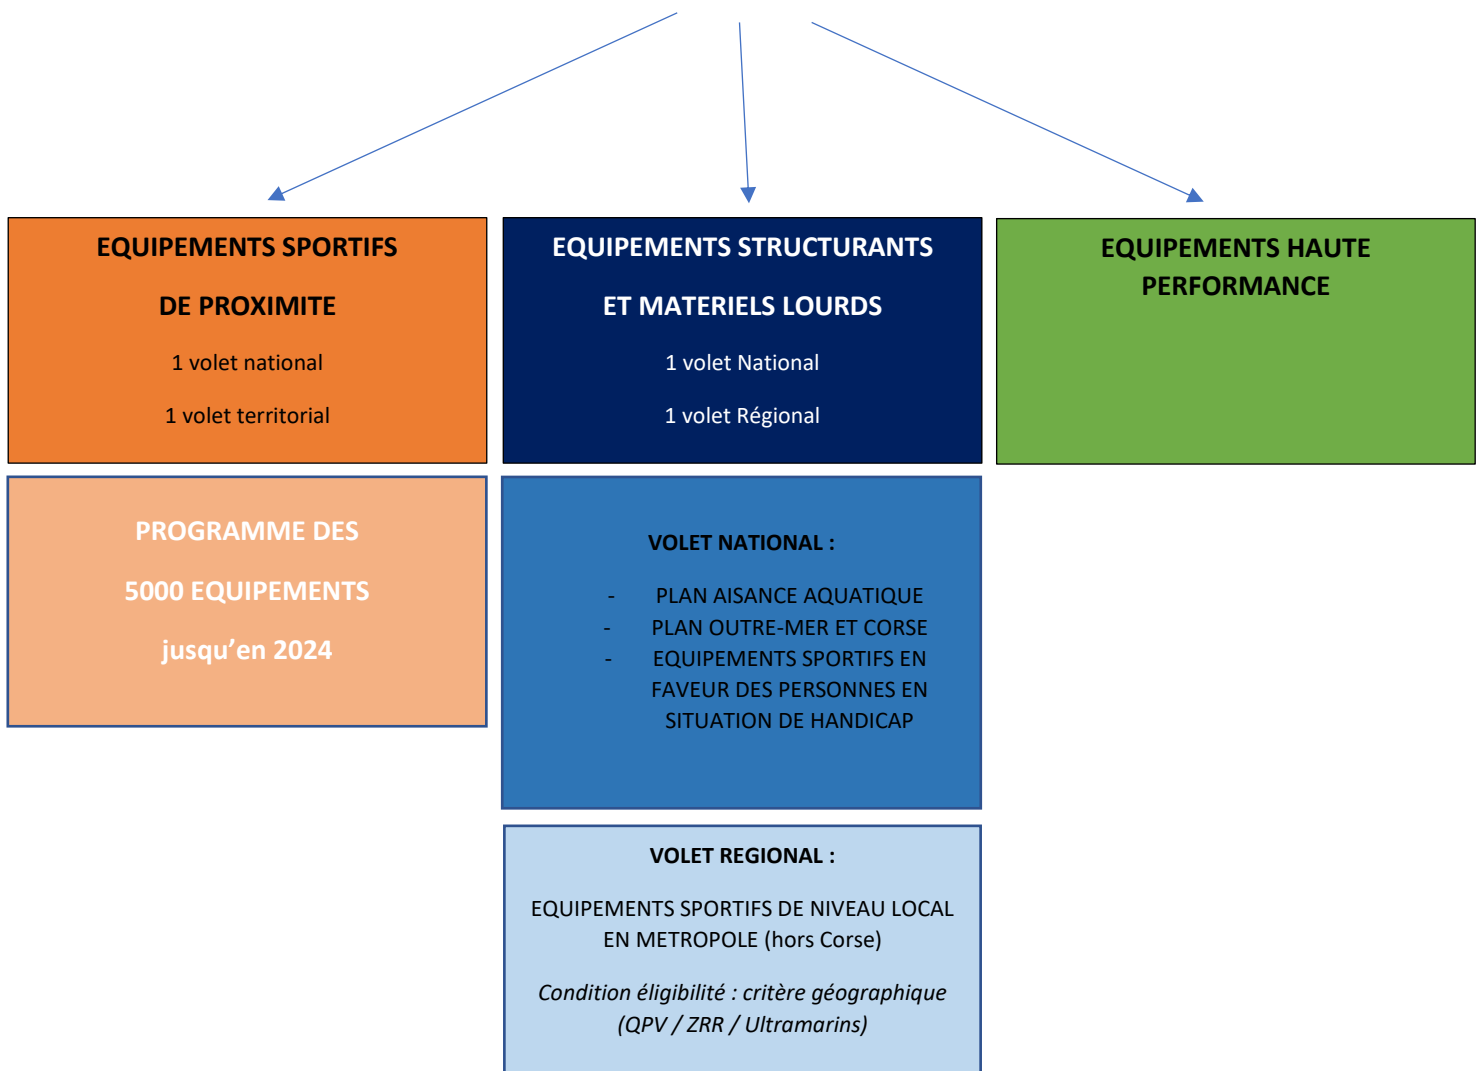 EQUIPEMENTS SPORTIFS
DE PROXIMITE
1 volet national
1 volet territorial
EQUIPEMENTS STRUCTURANTS
ET MATERIELS LOURDS
1 volet National
1 volet Régional
EQUIPEMENTS HAUTE
PERFORMANCE
PROGRAMME DES
5000 EQUIPEMENTS
jusqu’en 2024
VOLET NATIONAL :
- PLAN AISANCE AQUATIQUE
- PLAN OUTRE-MER ET CORSE
- EQUIPEMENTS SPORTIFS EN
FAVEUR DES PERSONNES EN
SITUATION DE HANDICAP
VOLET REGIONAL :
EQUIPEMENTS SPORTIFS DE NIVEAU LOCAL
EN METROPOLE (hors Corse)
Condition éligibilité : critère géographique
(QPV / ZRR / Ultramarins)